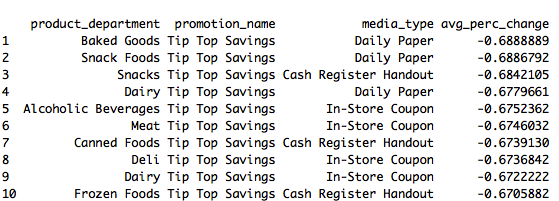 product_department promotion_name media_type avg_perc_change
1 Baked Goods Tip Top Savings Daily Paper -0.6888889
2 Snack Foods Tip Top Savings Daily Paper -0.6886792
3 Snacks Tip Top Savings Cash Register Handout -0.6842105
4 Dairy Tip Top Savings Daily Paper -0.6779661
5 Alcoholic Beverages Tip Top Savings In-Store Coupon -0.6752362
6 Meat Tip Top Savings In-Store Coupon -0.6746032
7 Canned Foods Tip Top Savings Cash Register Handout -0.6739130
8 Deli Tip Top Savings In-Store Coupon -0.6736842
9 Dairy Tip Top Savings In-Store Coupon -0.6722222
10 Frozen Foods Tip Top Savings Cash Register Handout -0.6705882